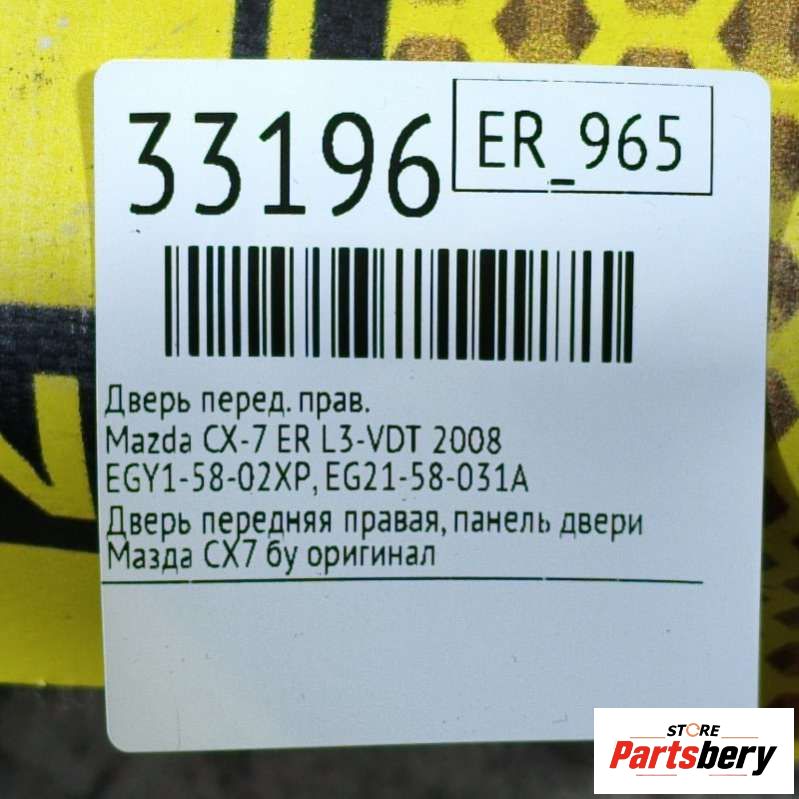 33196
ER_965
Дверь перед. прав.
Mazda CX-7 ER L3-VDT 2008
EGY1-58-02XP, EG21-58-031A
Дверь передняя правая, панель двери
Мазда СХ7 бу оригинал
STORE
Partsbery